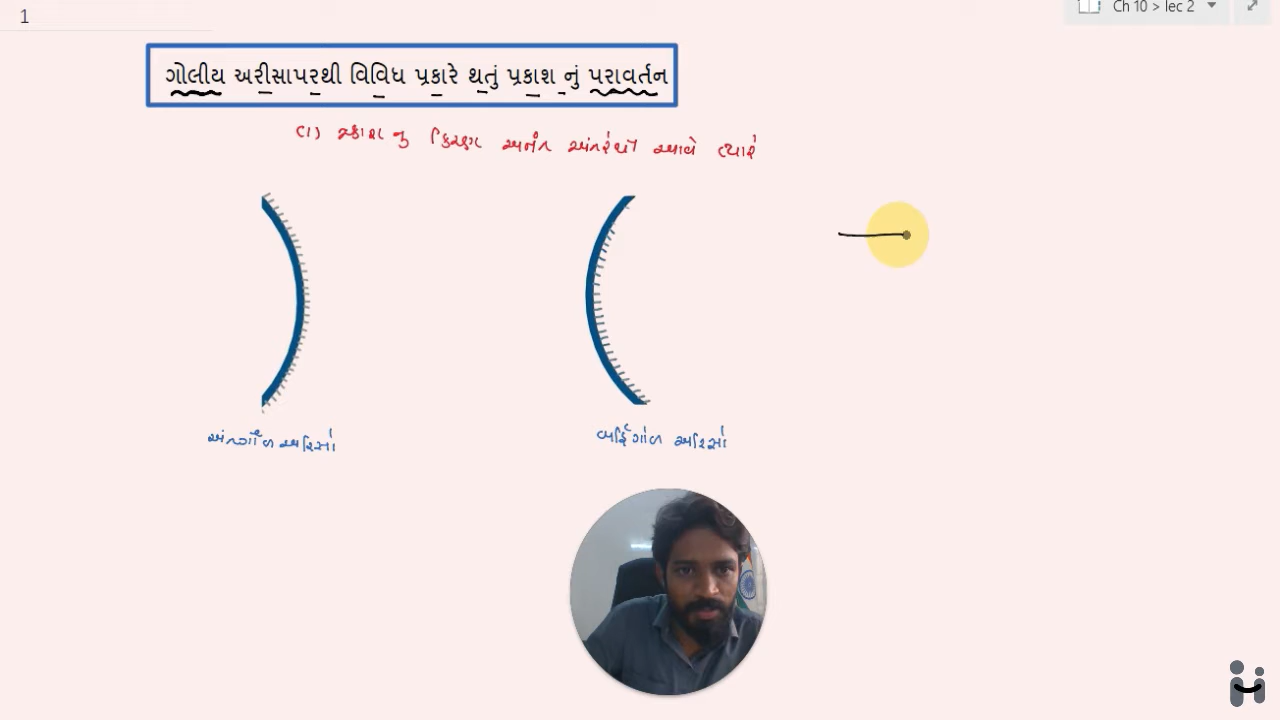 1
Ch 10 > lec 2
ગોલીય અરીસાપરથી વિવિધ પ્રકારે થતું પ્રકાશ નું પરાવર્તન
(1) પ્રકાશ નુ કિરણ અનંત અંતરેથી આવે ત્યારે
અંતર્ગોળ અરિસો
બર્હિગોળ અરિસો